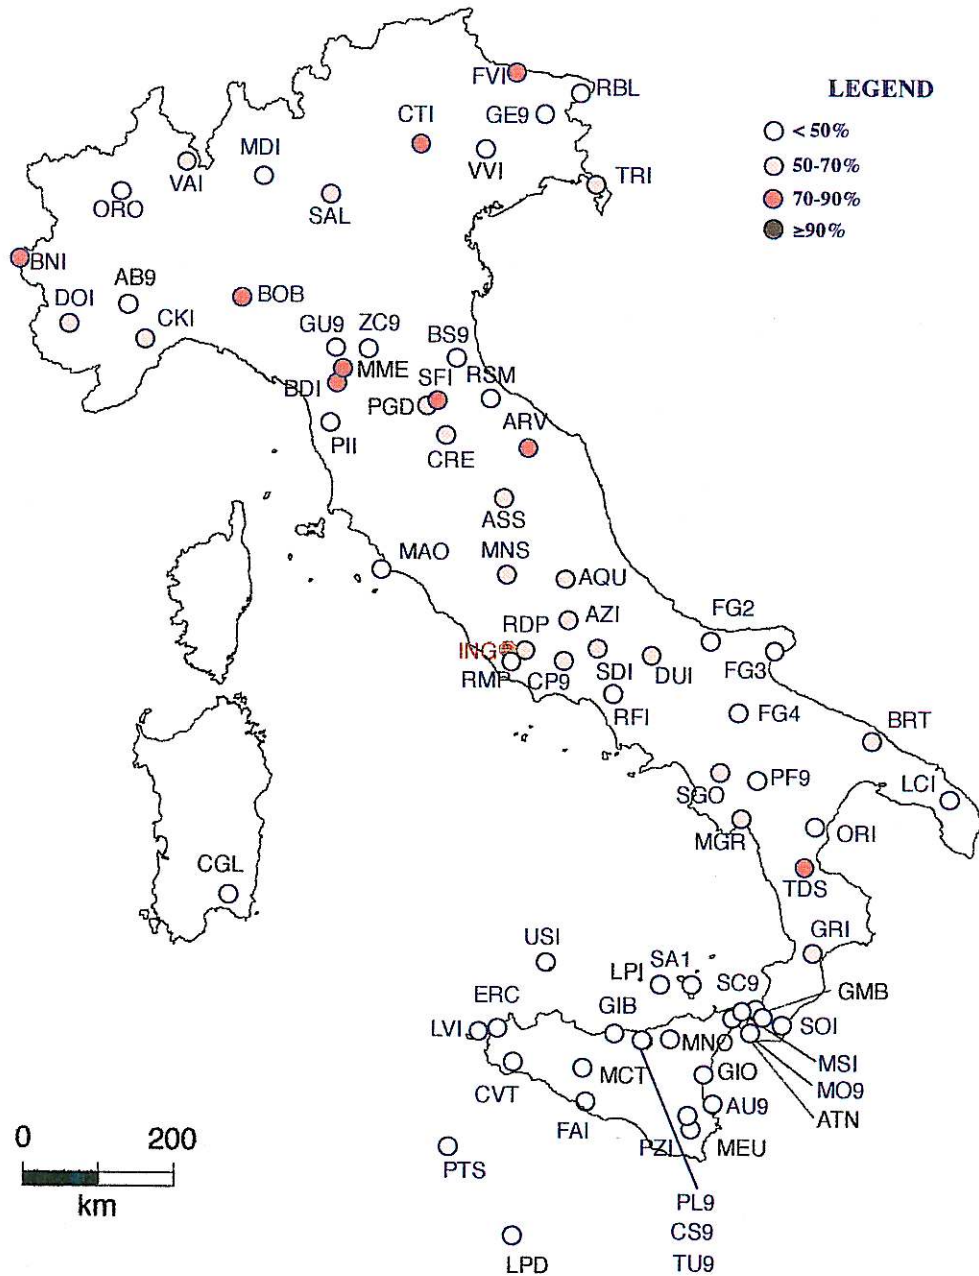 FVI
RBL
LEGEND
CTI
GE9
< 50%
MDI
VVI
50-70%
VAI
TRI
70-90%
ORO
SAL
≥90%
BNI
AB9
BOB
DOI
CKI
GU9
ZC9
BS9
MME
SFI
RSM
BDI
PGD
ARV
PII
CRE
ASS
MAO
MNS
AQU
FG2
RDP
AZI
ING
RMP
CP9
SDI
DUI
FG3
RFI
FG4
BRT
SGO
PF9
LCI
MGR
ORI
CGL
TDS
USI
GRI
LPI
SA1
SC9
ERC
GIB
GMB
LVI
MNO
SOI
CVT
MCT
MSI
GIO
MO9
FAI
AU9
ATN
0
200
PZI
MEU
PTS
km
PL9
CS9
LPD
TU9